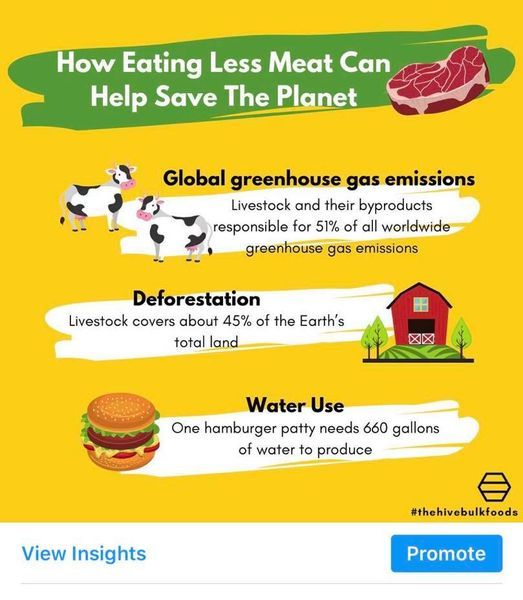 How Eating Less Meat Can
Help Save The Planet
Global greenhouse gas emissions
Livestock and their byproducts
responsible for 51% of all worldwide
greenhouse gas emissions
Deforestation
Livestock covers about 45% of the Earth's
total land
Water Use
One hamburger patty needs 660 gallons
of water to produce
#thehivebulkfoods
View Insights
Promote